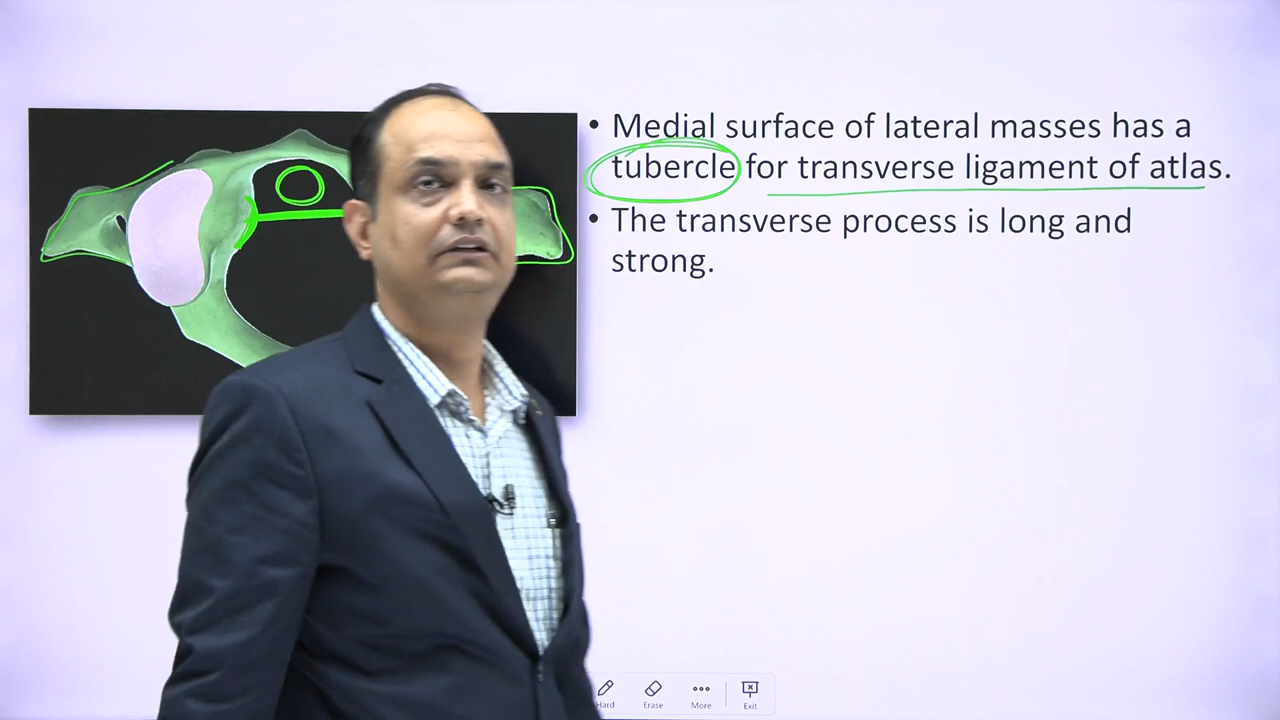 • Medial surface of lateral masses has a
tubercle for transverse ligament of atlas.
• The transverse process is long and
strong.
Erase
More
Exit